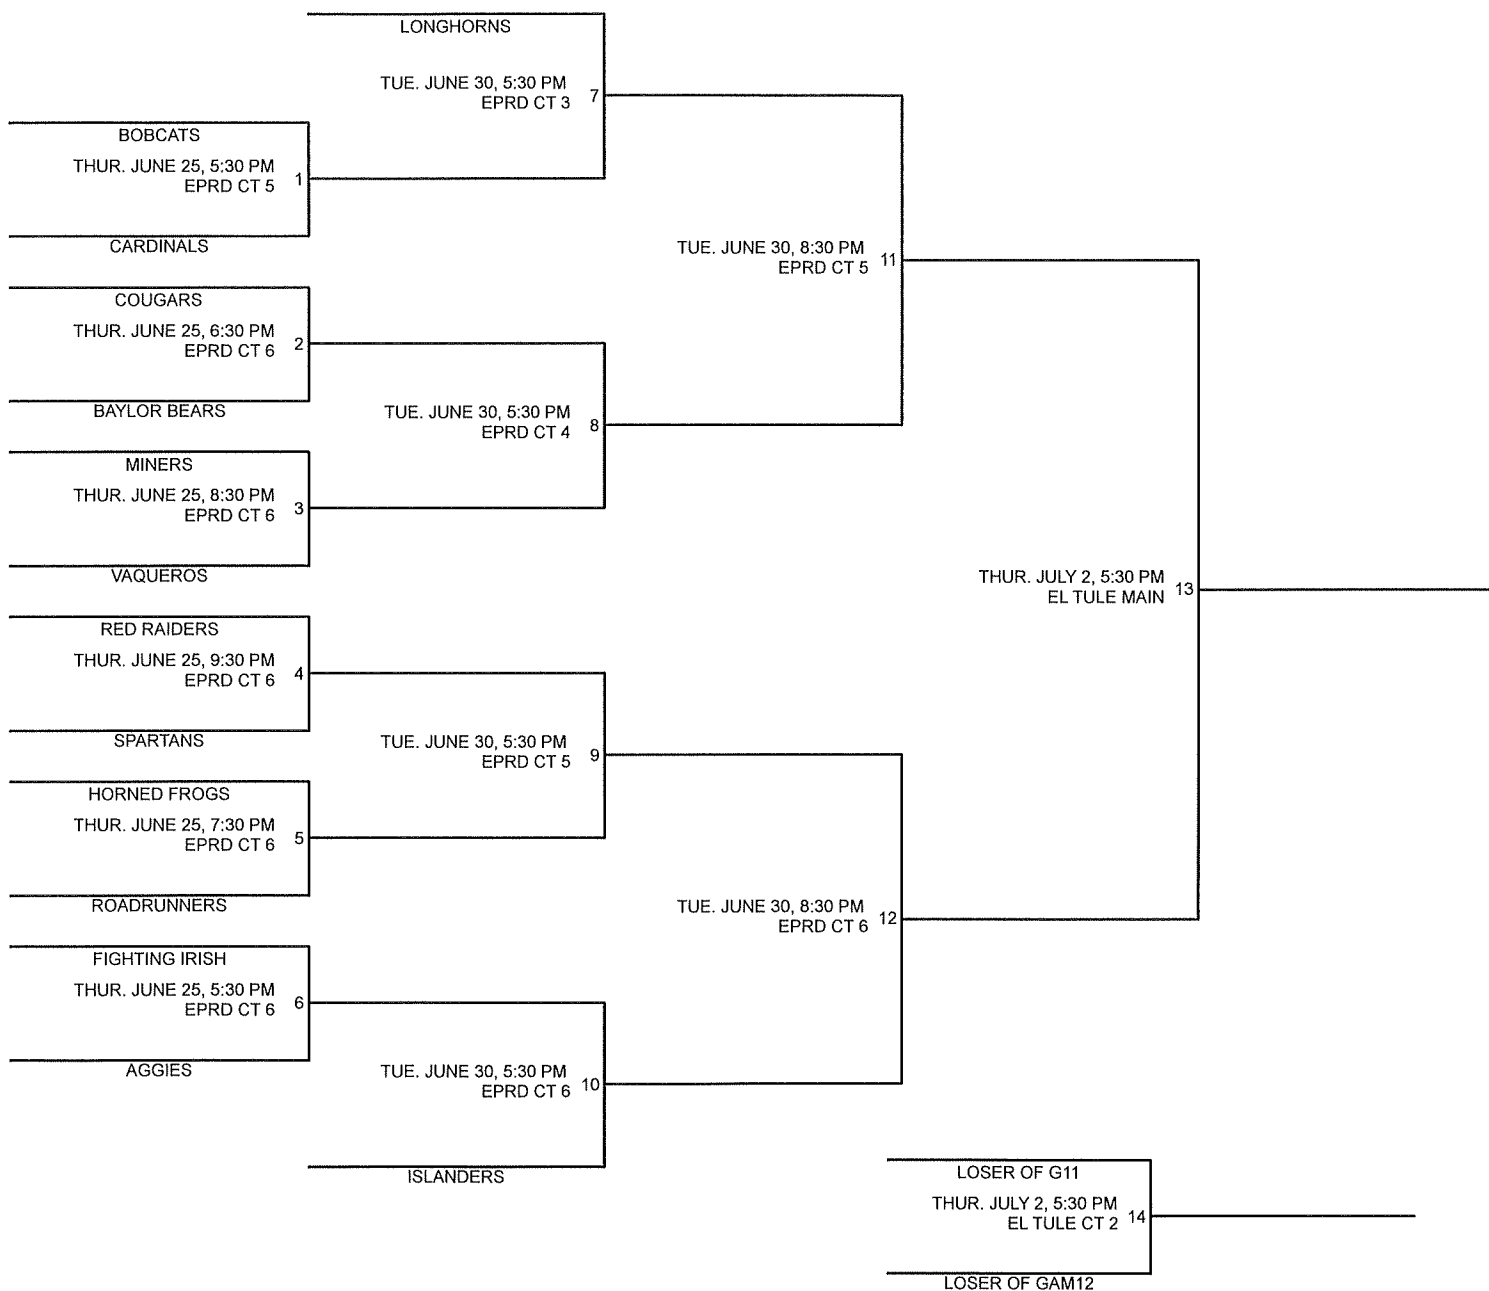 LONGHORNS
TUE. JUNE 30, 5:30 PM
EPRD CT 3
7
BOBCATS
THUR. JUNE 25, 5:30 PM
EPRD CT 5
1
CARDINALS
COUGARS
THUR. JUNE 25, 6:30 PM
EPRD CT 6
2
BAYLOR BEARS
TUE. JUNE 30, 5:30 PM
EPRD CT 4
8
MINERS
THUR. JUNE 25, 8:30 PM
EPRD CT 6
3
VAQUEROS
TUE. JUNE 30, 8:30 PM
EPRD CT 5
11
RED RAIDERS
THUR. JUNE 25, 9:30 PM
EPRD CT 6
4
SPARTANS
TUE. JUNE 30, 5:30 PM
EPRD CT 5
9
HORNED FROGS
THUR. JUNE 25, 7:30 PM
EPRD CT 6
5
ROADRUNNERS
FIGHTING IRISH
THUR. JUNE 25, 5:30 PM
EPRD CT 6
6
AGGIES
TUE. JUNE 30, 5:30 PM
EPRD CT 6
10
ISLANDERS
TUE. JUNE 30, 8:30 PM
EPRD CT 6
12
THUR. JULY 2, 5:30 PM
EL TULE MAIN
13
LOSER OF G11
THUR. JULY 2, 5:30 PM
EL TULE CT 2
14
LOSER OF GAM12